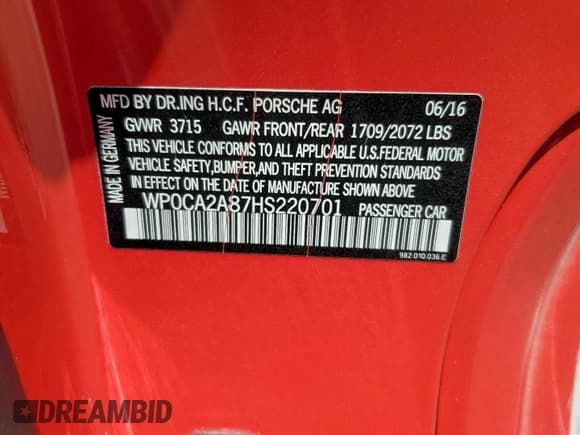 MFD BY DR.ING H.C.F. PORSCHE AG 06/16
GVWR 3715 GAWR FRONT/REAR 1709/2072 LBS
THIS VEHICLE CONFORMS TO ALL APPLICABLE U.S.FEDERAL MOTOR
VEHICLE SAFETY,BUMPER,AND THEFT PREVENTION STANDARDS
IN EFFECT ON THE DATE OF MANUFACTURE SHOWN ABOVE
WP0CA2A87HS220701 PASSENGER CAR
MADE IN GERMANY
982.010.036.E
DREAMBID